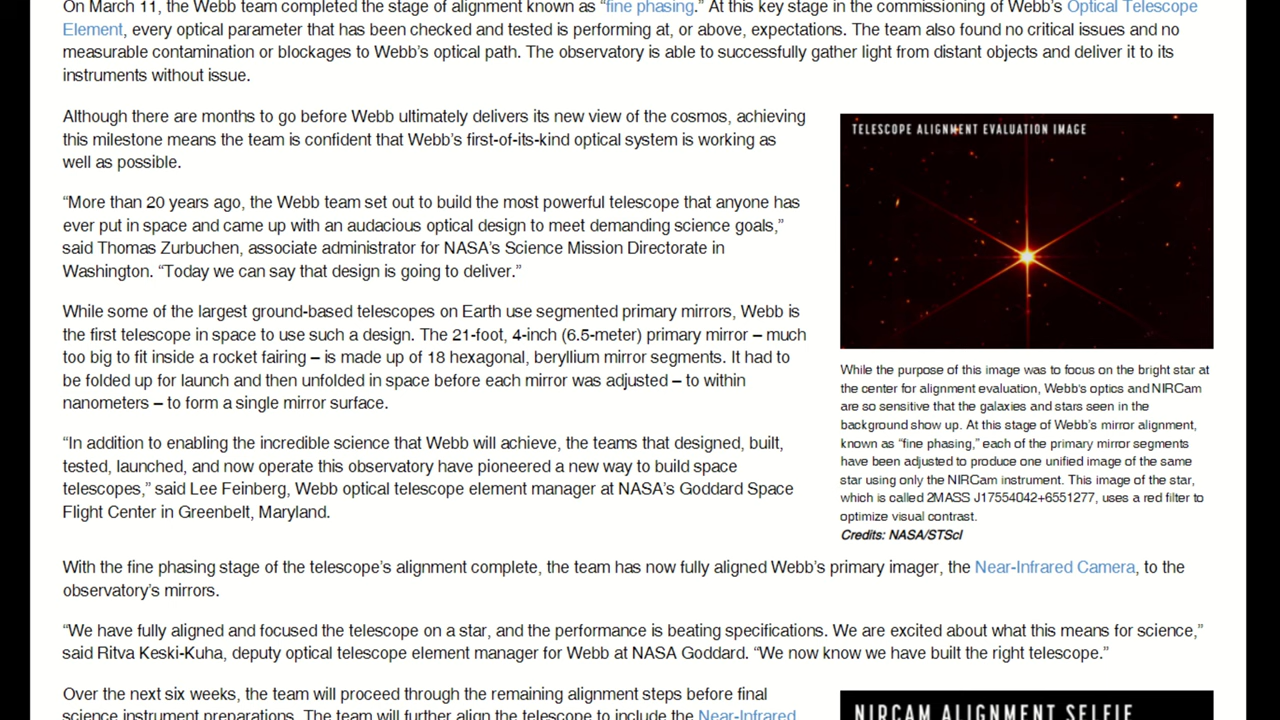 On March 11, the Webb team completed the stage of alignment known as “fine phasing.” At this key stage in the commissioning of Webb’s Optical Telescope
Element, every optical parameter that has been checked and tested is performing at, or above, expectations. The team also found no critical issues and no
measurable contamination or blockages to Webb’s optical path. The observatory is able to successfully gather light from distant objects and deliver it to its
instruments without issue.
Although there are months to go before Webb ultimately delivers its new view of the cosmos, achieving
this milestone means the team is confident that Webb’s first-of-its-kind optical system is working as
well as possible.
“More than 20 years ago, the Webb team set out to build the most powerful telescope that anyone has
ever put in space and came up with an audacious optical design to meet demanding science goals,”
said Thomas Zurbuchen, associate administrator for NASA’s Science Mission Directorate in
Washington. “Today we can say that design is going to deliver.”
While some of the largest ground-based telescopes on Earth use segmented primary mirrors, Webb is
the first telescope in space to use such a design. The 21-foot, 4-inch (6.5-meter) primary mirror – much
too big to fit inside a rocket fairing – is made up of 18 hexagonal, beryllium mirror segments. It had to
be folded up for launch and then unfolded in space before each mirror was adjusted – to within
nanometers – to form a single mirror surface.
“In addition to enabling the incredible science that Webb will achieve, the teams that designed, built,
tested, launched, and now operate this observatory have pioneered a new way to build space
telescopes,” said Lee Feinberg, Webb optical telescope element manager at NASA’s Goddard Space
Flight Center in Greenbelt, Maryland.
TELESCOPE ALIGNMENT EVALUATION IMAGE
While the purpose of this image was to focus on the bright star at
the center for alignment evaluation, Webb's optics and NIRCam
are so sensitive that the galaxies and stars seen in the
background show up. At this stage of Webb’s mirror alignment,
known as “fine phasing,” each of the primary mirror segments
have been adjusted to produce one unified image of the same
star using only the NIRCam instrument. This image of the star,
which is called 2MASS J17554042+6551277, uses a red filter to
optimize visual contrast.
Credits: NASA/STScI
With the fine phasing stage of the telescope’s alignment complete, the team has now fully aligned Webb’s primary imager, the Near-Infrared Camera, to the
observatory’s mirrors.
“We have fully aligned and focused the telescope on a star, and the performance is beating specifications. We are excited about what this means for science,”
said Ritva Keski-Kuha, deputy optical telescope element manager for Webb at NASA Goddard. “We now know we have built the right telescope.”
Over the next six weeks, the team will proceed through the remaining alignment steps before final
science instrument preparations. The team will further align the telescope to include the Near-Infrared
NIRCAM ALIGNMENT SELFIE